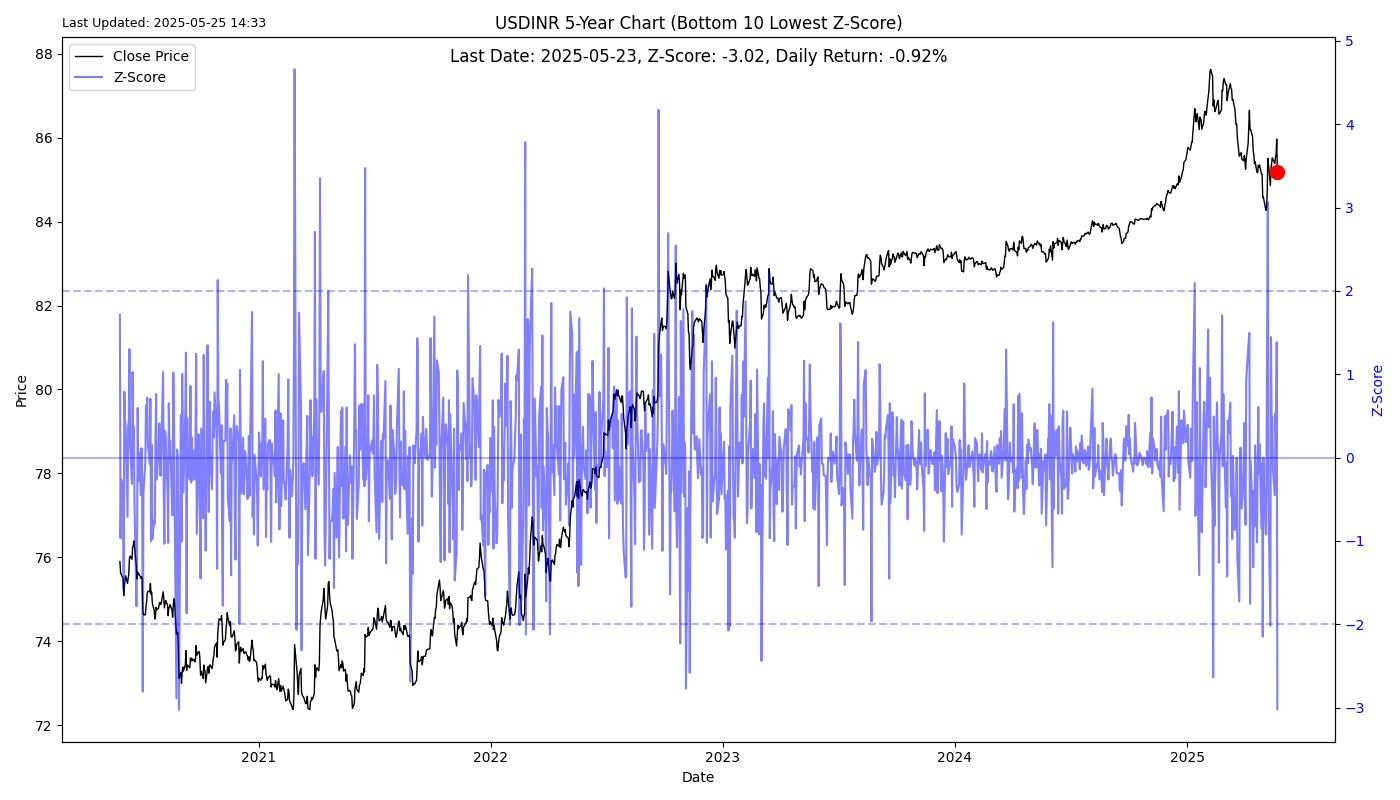 Last Updated: 2025-05-25 14:33
USDINR 5-Year Chart (Bottom 10 Lowest Z-Score)
Last Date: 2025-05-23, Z-Score: -3.02, Daily Return: -0.92%
Close Price
Z-Score
88
86
84
82
80
78
76
74
72
Price
5
4
3
2
1
0
−1
−2
−3
Z-Score
2021
2022
2023
2024
2025
Date